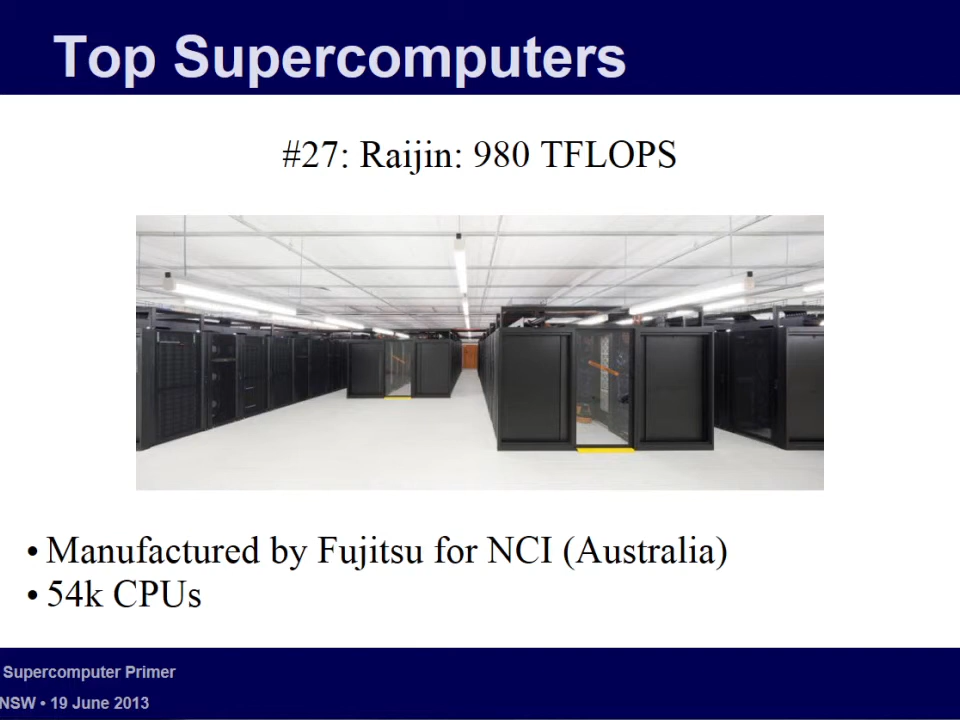 Top Supercomputers
#27: Raijin: 980 TFLOPS
• Manufactured by Fujitsu for NCI (Australia)
• 54k CPUs
Supercomputer Primer
NSW • 19 June 2013